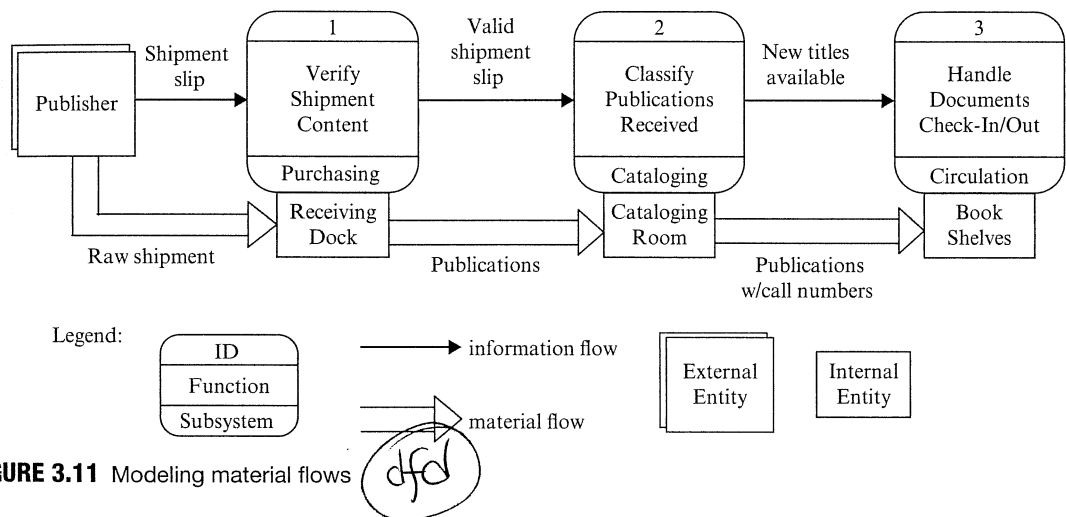 1
Verify
Shipment
Content
Purchasing
Receiving
Dock
2
Classify
Publications
Received
Cataloging
Cataloging
Room
3
Handle
Documents
Check-In/Out
Circulation
Book
Shelves
Publisher
Shipment
slip
Valid
shipment
slip
New titles
available
Raw shipment
Publications
Publications
w/call numbers
Legend:
ID
Function
Subsystem
information flow
material flow
External
Entity
Internal
Entity
GURE 3.11 Modeling material flows
dfd